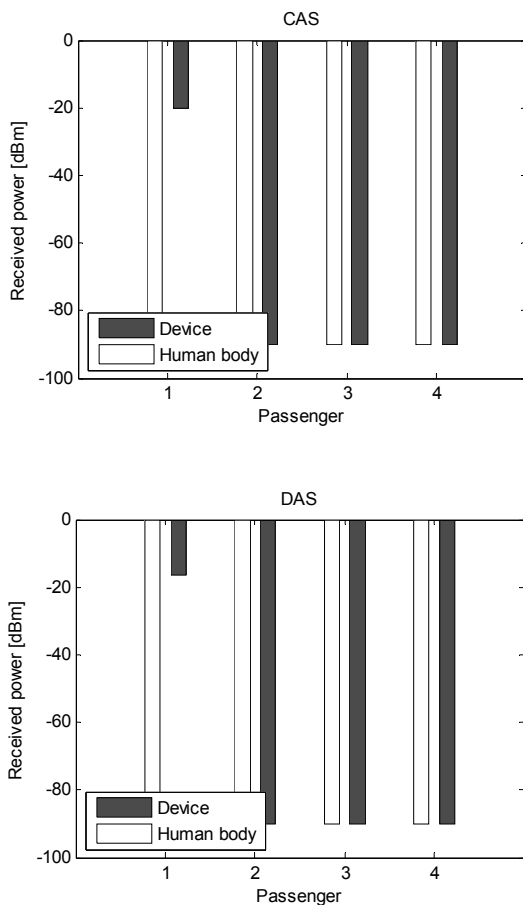 CAS
0
-20
-40
-60
-80
-100
Received power [dBm]
Device
Human body
1 2 3 4
Passenger
DAS
0
-20
-40
-60
-80
-100
Received power [dBm]
Device
Human body
1 2 3 4
Passenger